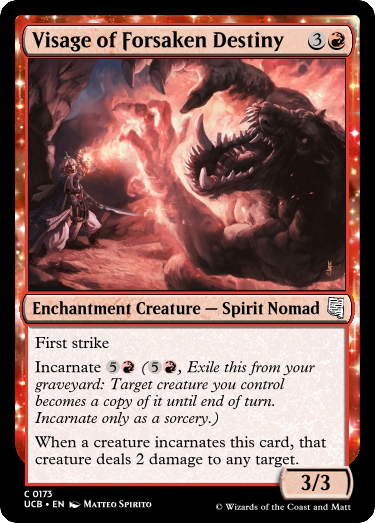 Visage of Forsaken Destiny 3
Enchantment Creature — Spirit Nomad
First strike
Incarnate 5 (5, Exile this from your
graveyard: Target creature you control
becomes a copy of it until end of turn.
Incarnate only as a sorcery.)
When a creature incarnates this card, that
creature deals 2 damage to any target.
3/3
C 0173
UCB • EN Matteo Spirito
© Wizards of the Coast and Matt